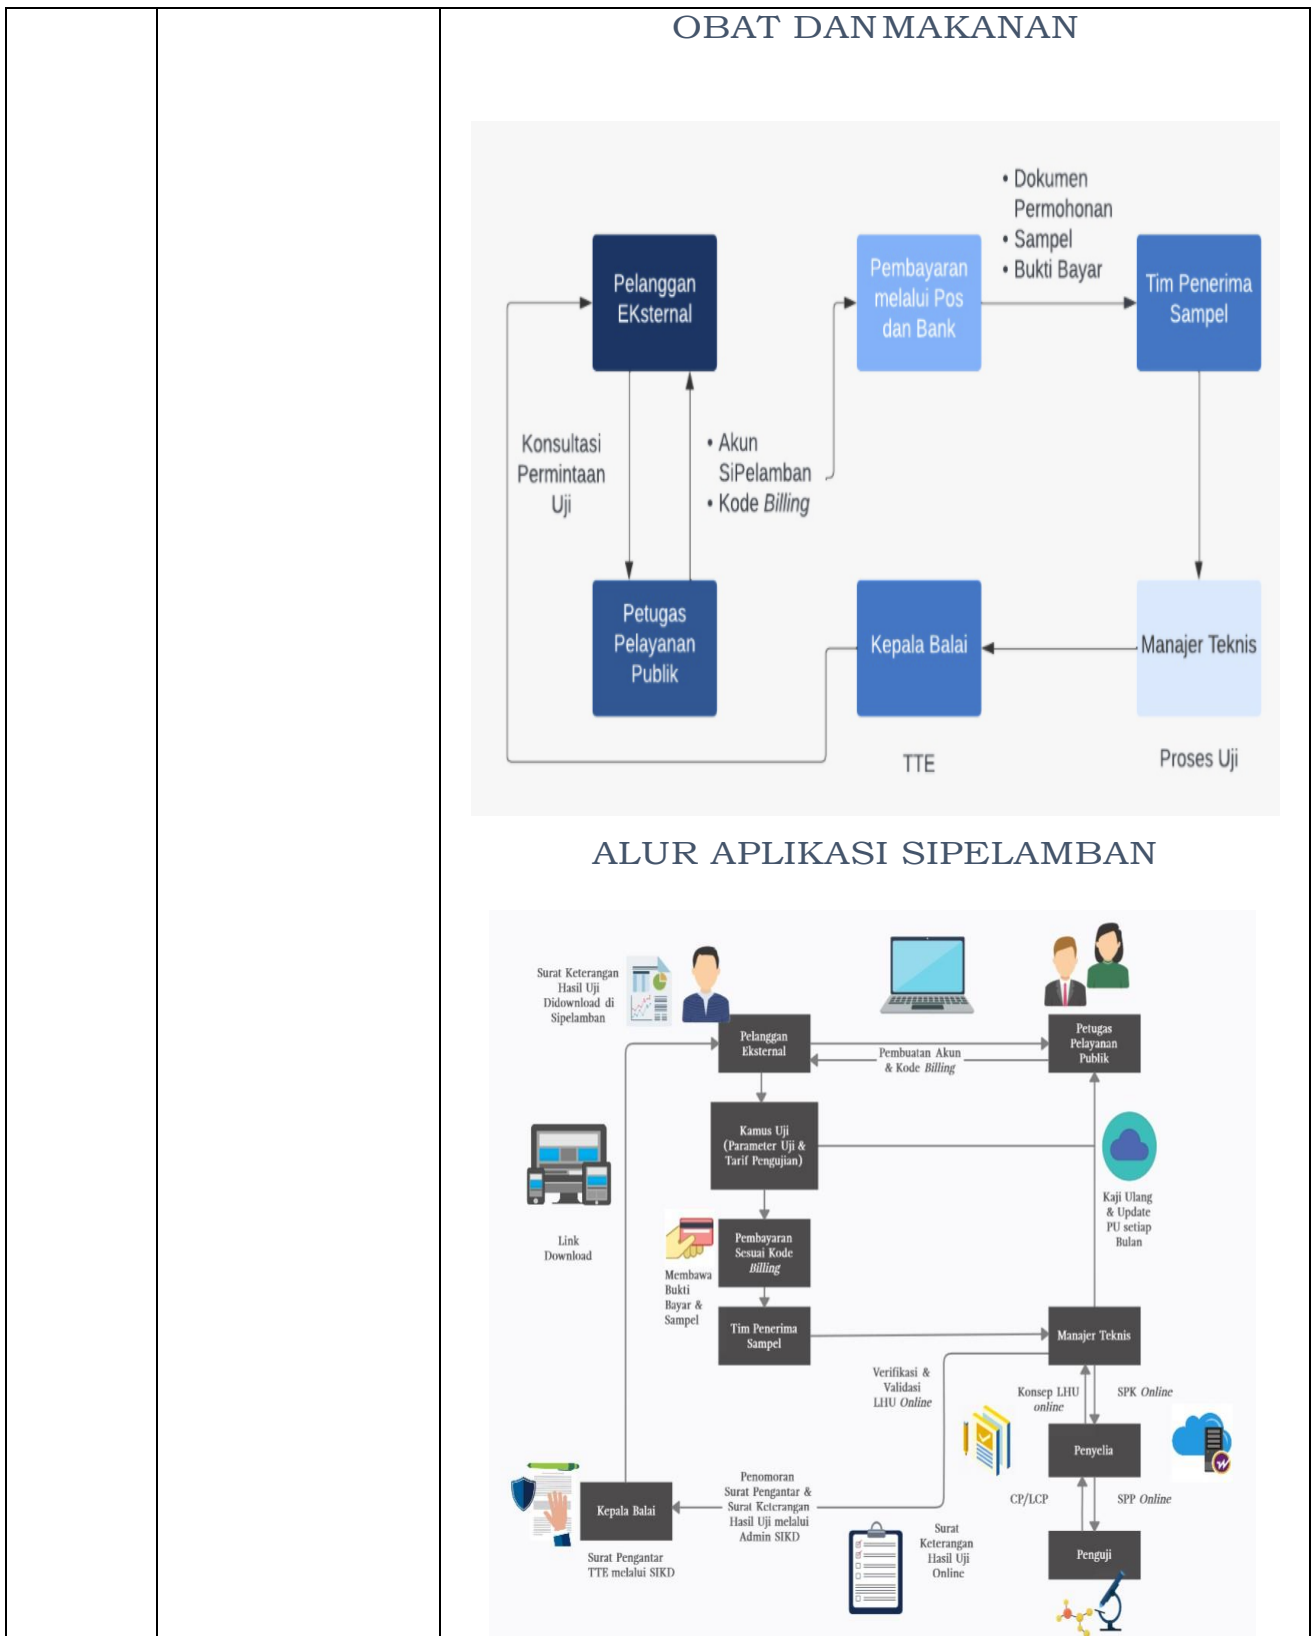 OBAT DAN MAKANAN
• Dokumen
Permohonan
• Sampel
• Bukti Bayar
Pelanggan
EKsternal
Pembayaran
melalui Pos
dan Bank
Tim Penerima
Sampel
Konsultasi
Permintaan
Uji
• Akun
SiPelamban
• Kode Billing
Petugas
Pelayanan
Publik
Kepala Balai
Manajer Teknis
TTE
Proses Uji
ALUR APLIKASI SIPELAMBAN
Surat Keterangan
Hasil Uji
Didownload di
Sipelamban
Pelanggan
Eksternal
Pembuatan Akun
& Kode Billing
Petugas
Pelayanan
Publik
Kamus Uji
(Parameter Uji &
Tarif Pengujian)
Kaji Ulang
& Update
PU setiap
Bulan
Link
Download
Pembayaran
Sesuai Kode
Billing
Membawa
Bukti
Bayar &
Sampel
Tim Penerima
Sampel
Manajer Teknis
Verifikasi &
Validasi
LHU Online
Konsep LHU
online
SPK Online
Penyelia
Penomoran
Surat Pengantar &
Surat Keterangan
Hasil Uji melalui
Admin SIKD
Kepala Balai
CP/LCP
SPP Online
Surat
Keterangan
Hasil Uji
Online
Penguji
Surat Pengantar
TTE melalui SIKD